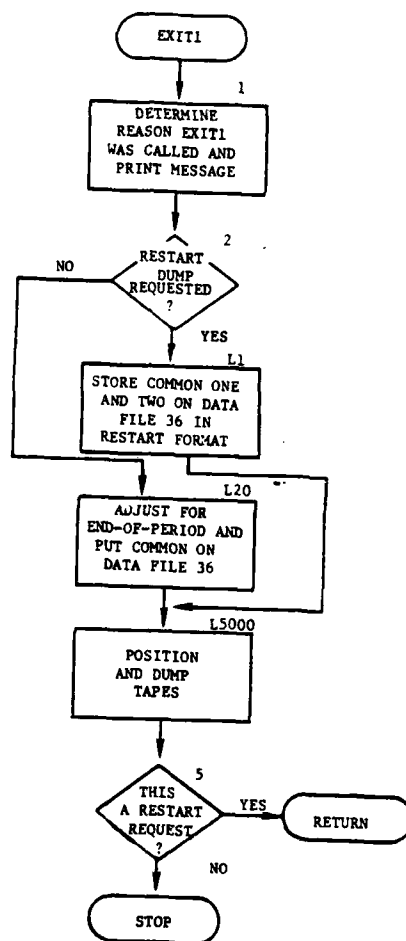 EXIT1
1
DETERMINE
REASON EXIT1
WAS CALLED AND
PRINT MESSAGE
2
NO
RESTART
DUMP
REQUESTED
?
YES
L1
STORE COMMON ONE
AND TWO ON DATA
FILE 36 IN
RESTART FORMAT
L20
ADJUST FOR
END-OF-PERIOD AND
PUT COMMON ON
DATA FILE 36
L5000
POSITION
AND DUMP
TAPES
5
THIS
A RESTART
REQUEST
?
YES
RETURN
NO
STOP